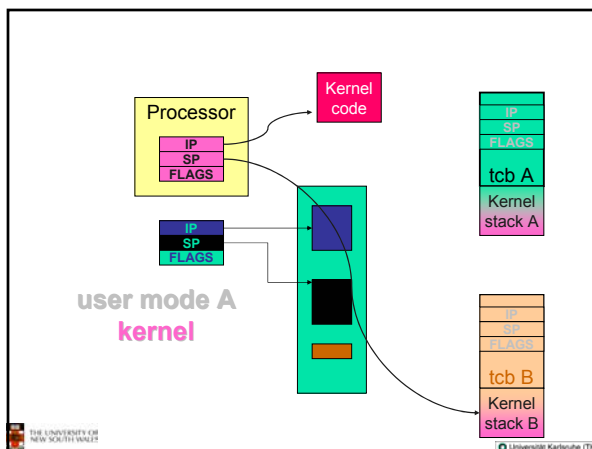 Processor
IP
SP
FLAGS
Kernel
code
IP
SP
FLAGS
user mode A
kernel
IP
SP
FLAGS
tcb A
Kernel
stack A
IP
SP
FLAGS
tcb B
Kernel
stack B
THE UNIVERSITY OF
NEW SOUTH WALES
Universität Karlsruhe (TH